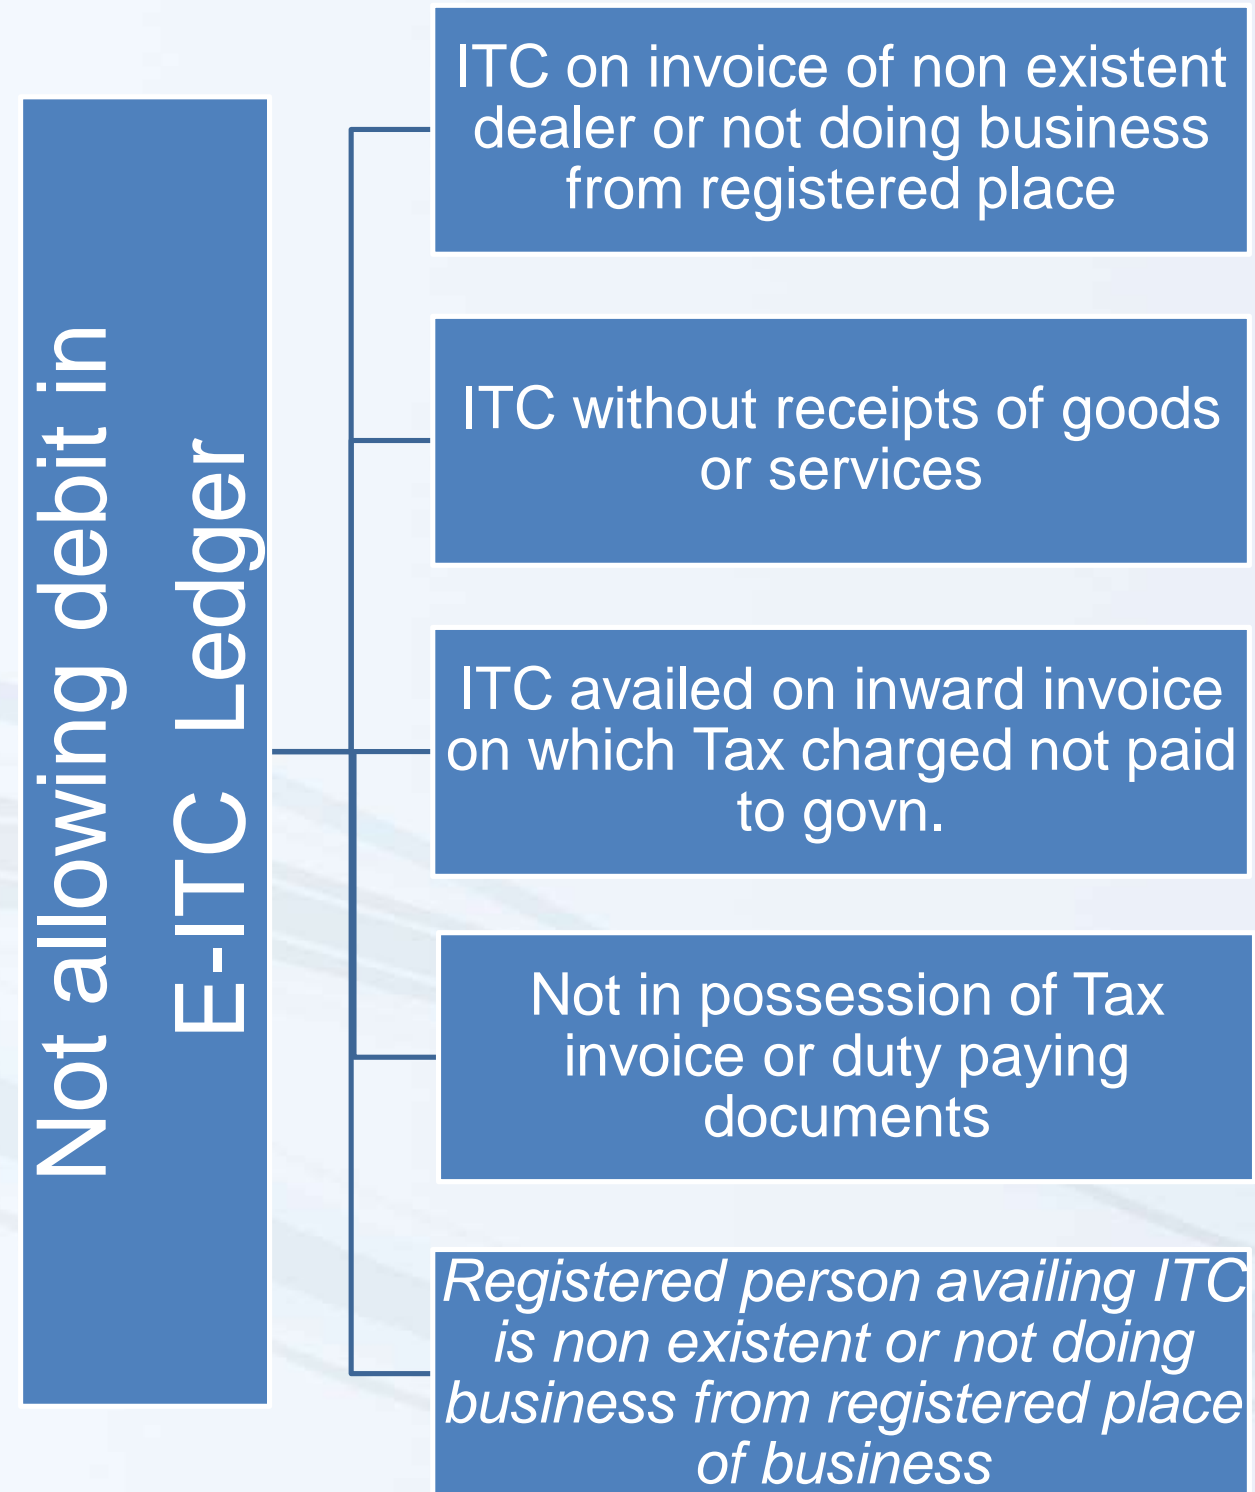 Not allowing debit in
E-ITC Ledger
ITC on invoice of non existent
dealer or not doing business
from registered place
ITC without receipts of goods
or services
ITC availed on inward invoice
on which Tax charged not paid
to govn.
Not in possession of Tax
invoice or duty paying
documents
Registered person availing ITC
is non existent or not doing
business from registered place
of business